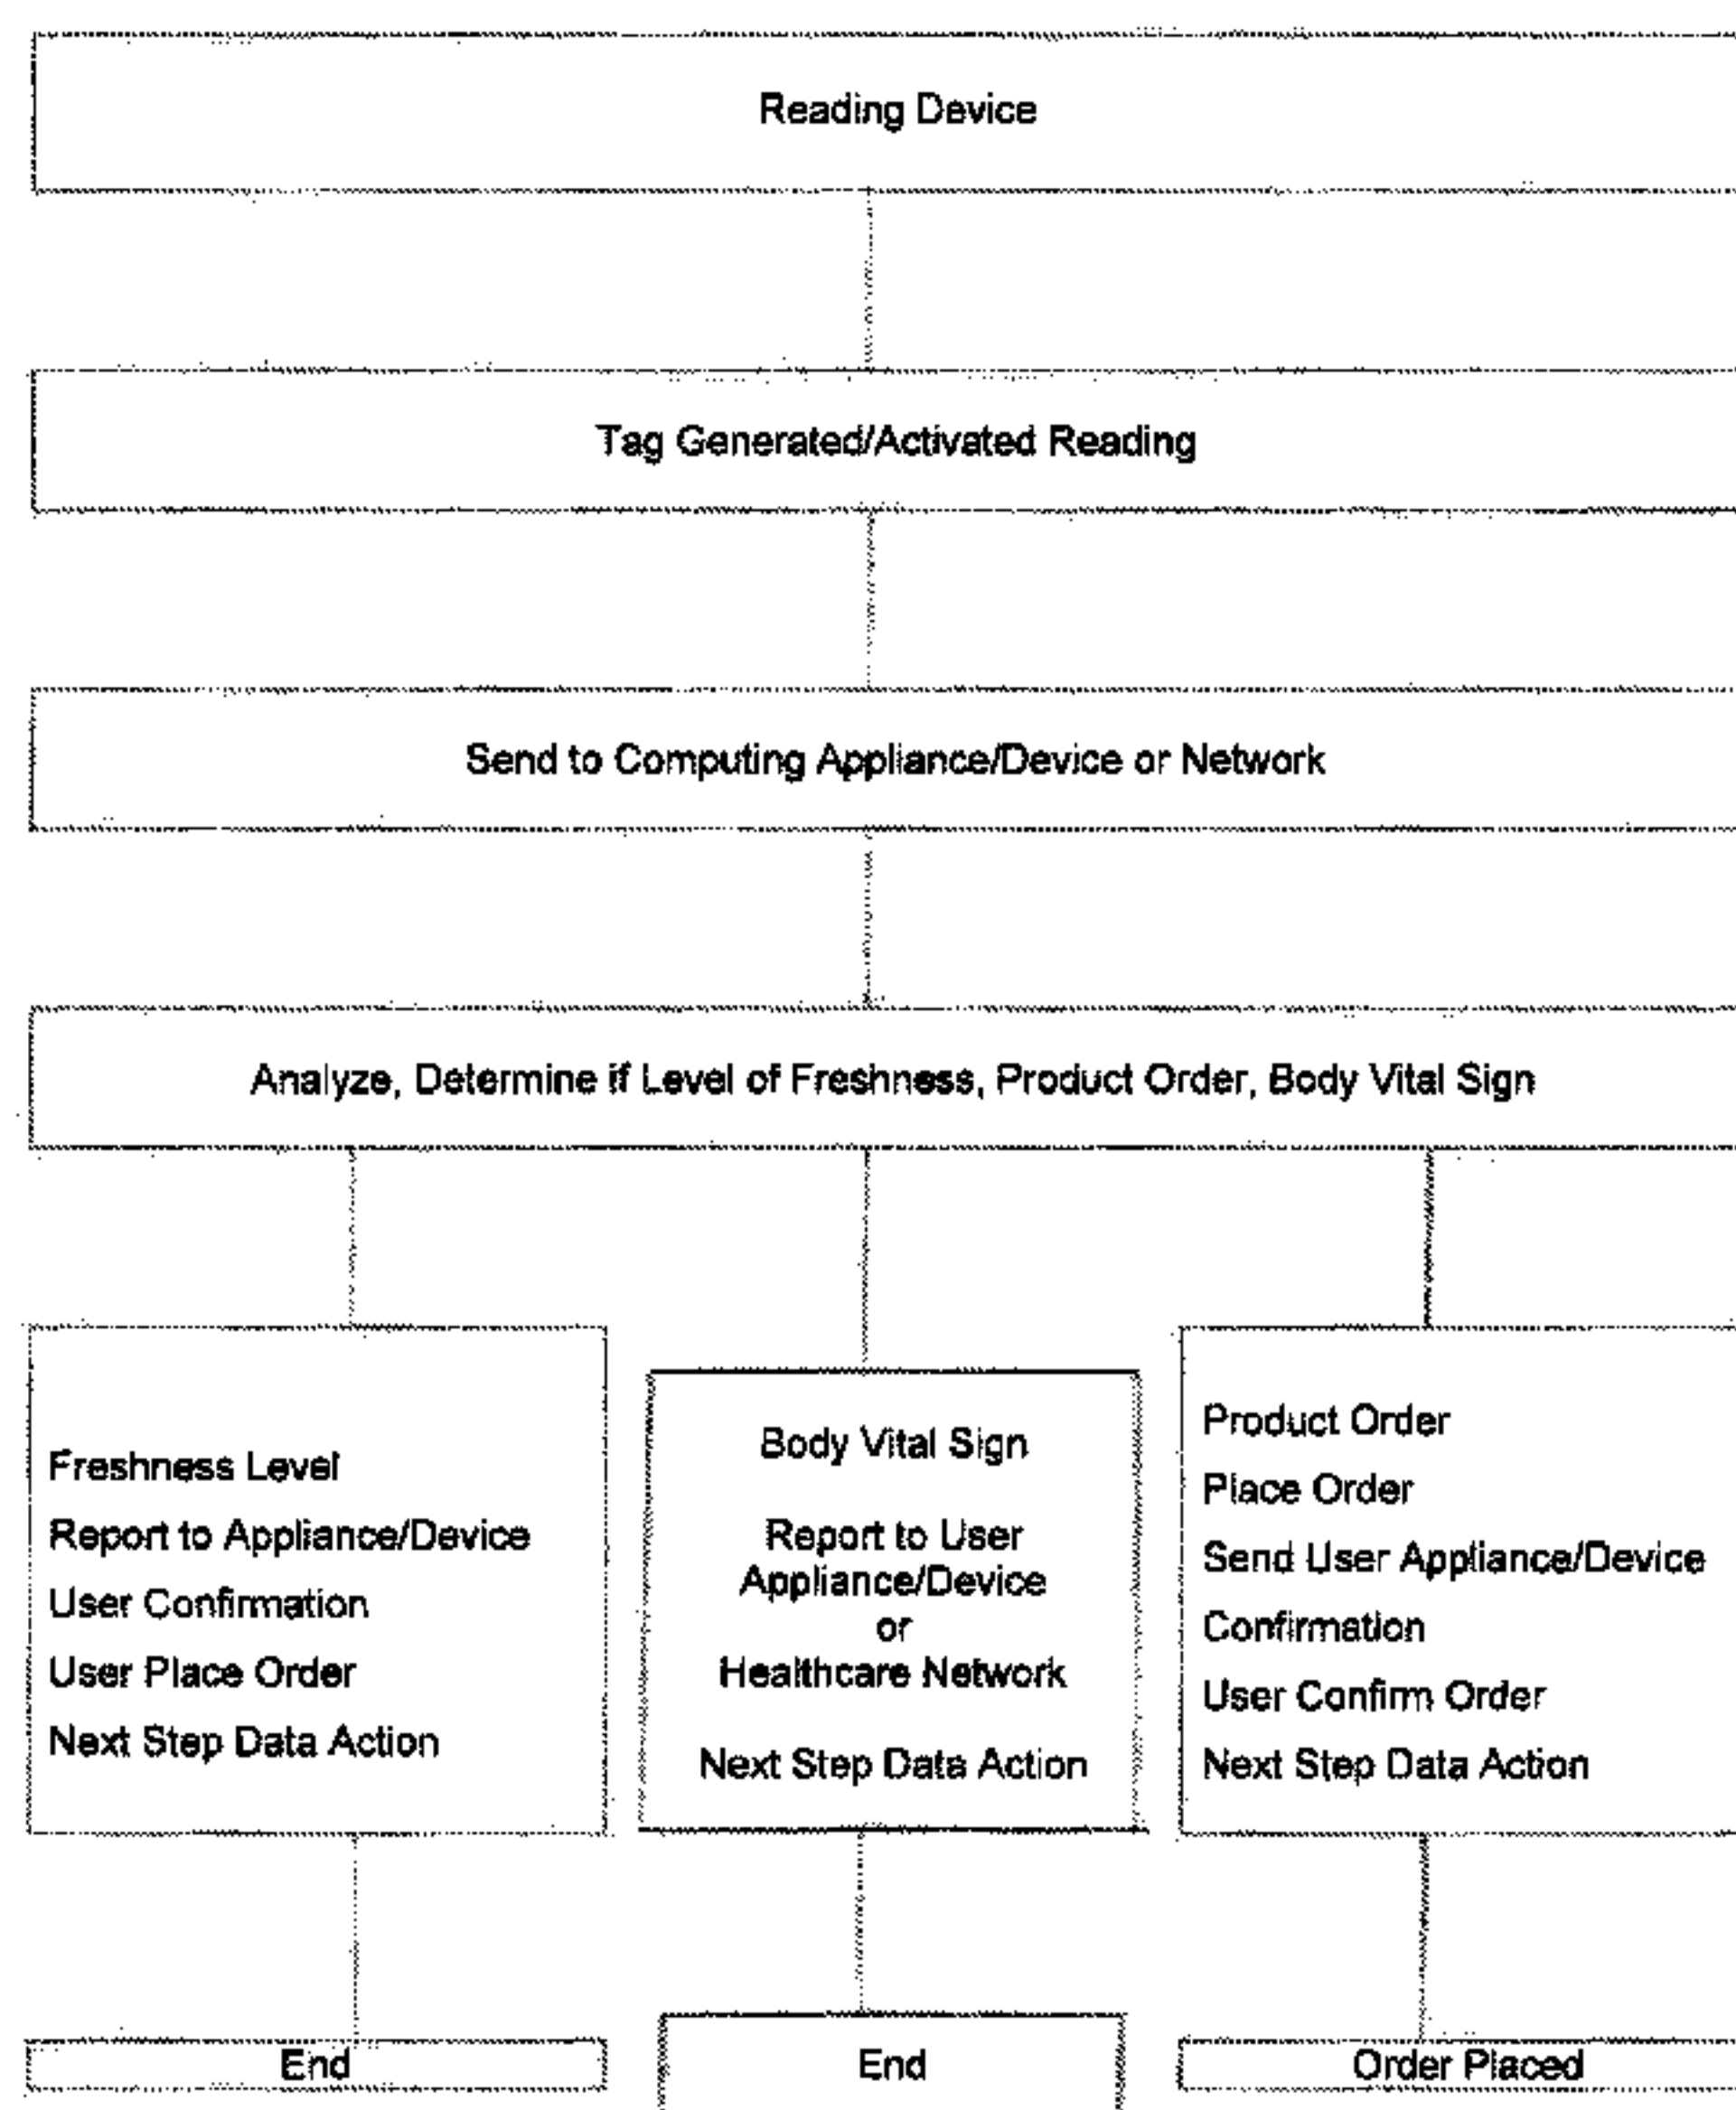 Reading Device
Tag Generated/Activated Reading
Send to Computing Appliance/Device or Network
Analyze, Determine if Level of Freshness, Product Order, Body Vital Sign
Freshness Level
Report to Appliance/Device
User Confirmation
User Place Order
Next Step Data Action
Body Vital Sign
Report to User
Appliance/Device
or
Healthcare Network
Next Step Data Action
Product Order
Place Order
Send User Appliance/Device
Confirmation
User Confirm Order
Next Step Data Action
End
End
Order Placed